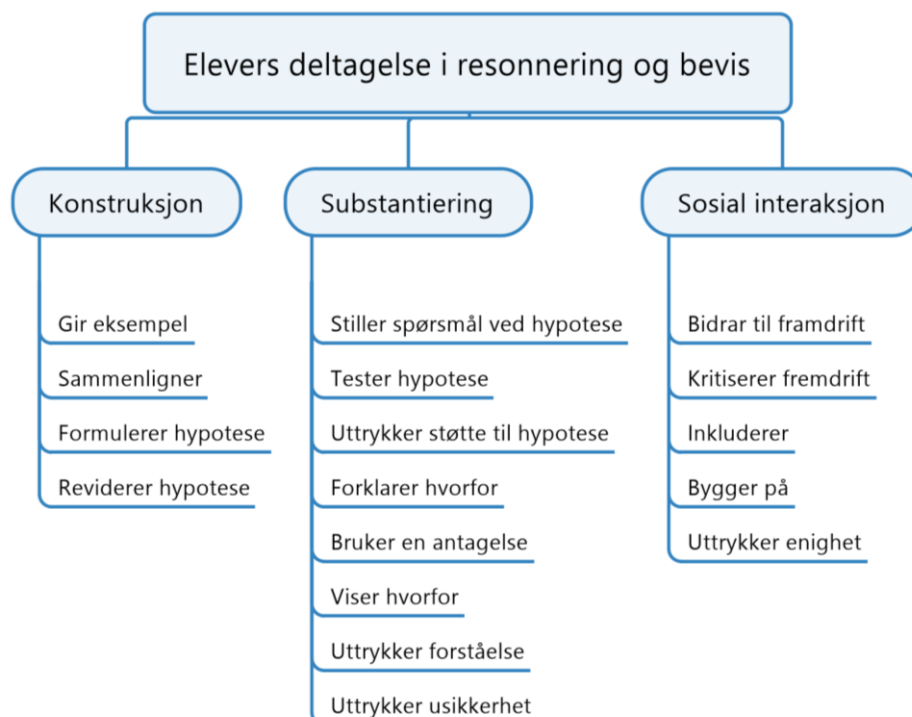 Elevers deltagelse i resonnering og bevis
Konstruksjon
Gir eksempel
Sammenligner
Formulerer hypotese
Reviderer hypotese
Substantiering
Stiller spørsmål ved hypotese
Tester hypotese
Uttrykker støtte til hypotese
Forklarer hvorfor
Bruker en antagelse
Viser hvorfor
Uttrykker forståelse
Uttrykker usikkerhet
Sosial interaksjon
Bidrar til framdrift
Kritiserer fremdrift
Inkluderer
Bygger på
Uttrykker enighet